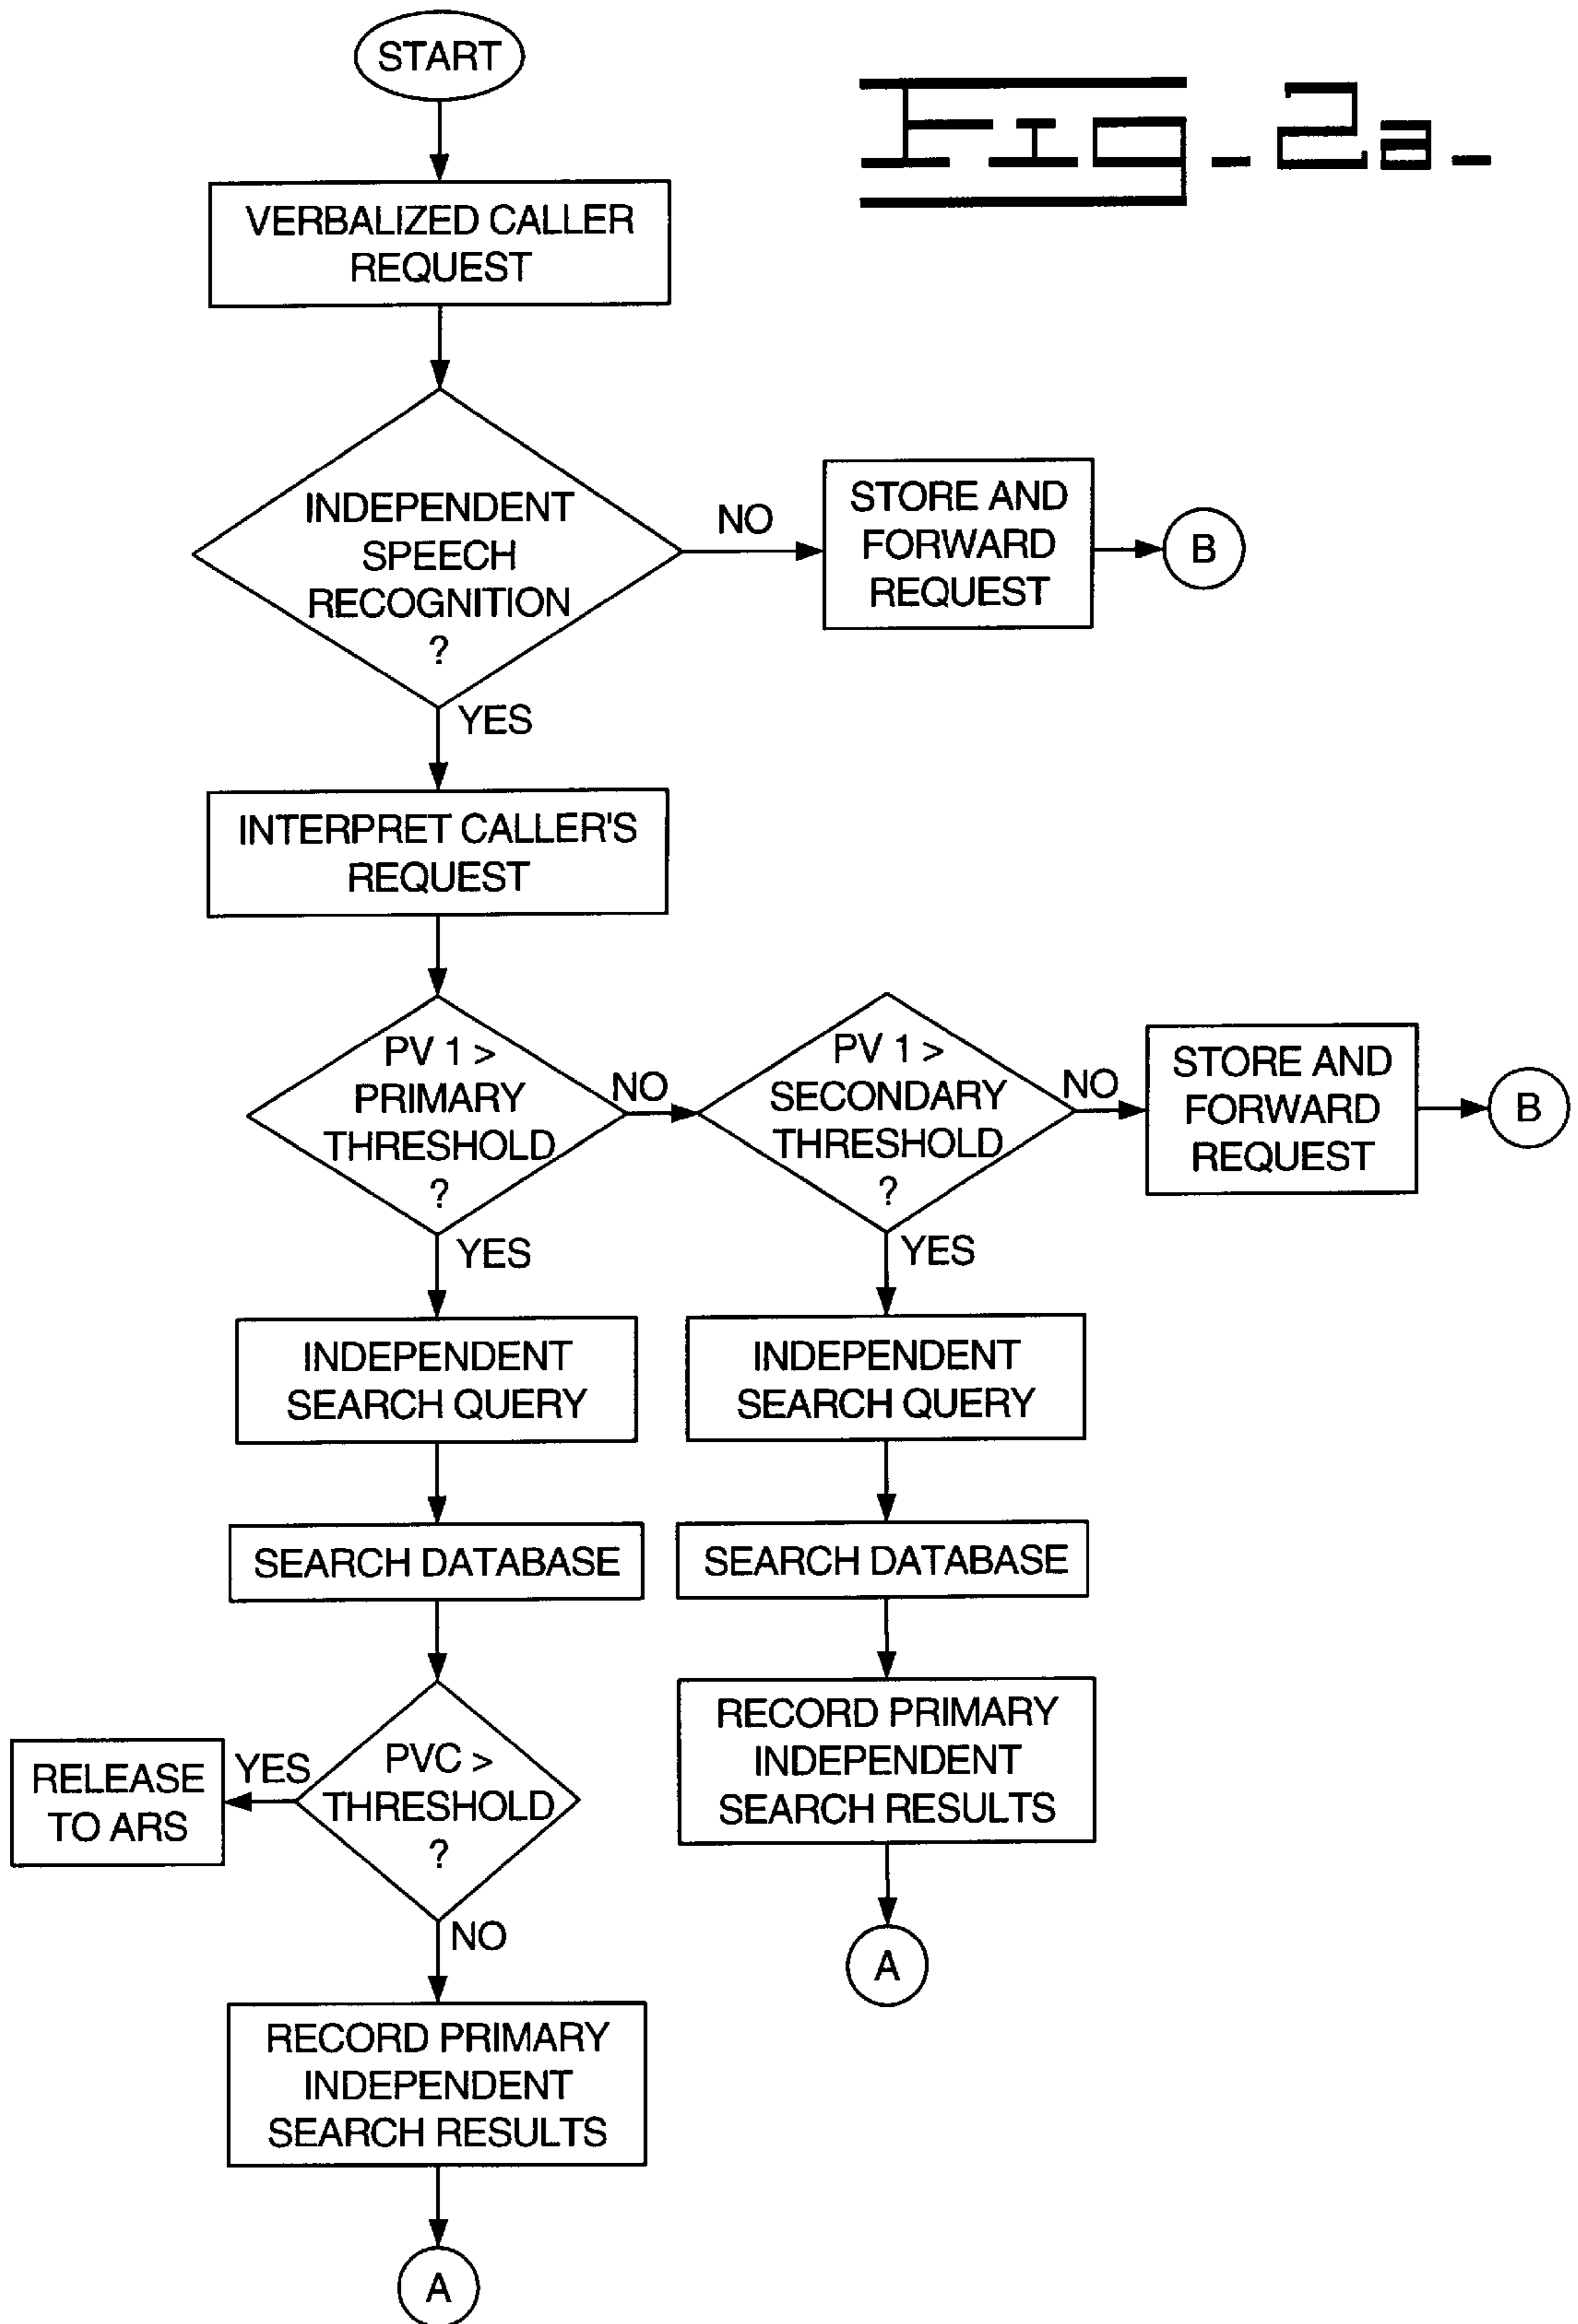 START
FIG_2a_
VERBALIZED CALLER
REQUEST
INDEPENDENT
SPEECH
RECOGNITION
?
NO
STORE AND
FORWARD
REQUEST
B
YES
INTERPRET CALLER'S
REQUEST
PV 1 >
PRIMARY
THRESHOLD
?
NO
PV 1 >
SECONDARY
THRESHOLD
?
NO
STORE AND
FORWARD
REQUEST
B
YES
YES
INDEPENDENT
SEARCH QUERY
INDEPENDENT
SEARCH QUERY
SEARCH DATABASE
SEARCH DATABASE
RELEASE
TO ARS
YES
PVC >
THRESHOLD
?
RECORD PRIMARY
INDEPENDENT
SEARCH RESULTS
NO
A
RECORD PRIMARY
INDEPENDENT
SEARCH RESULTS
A